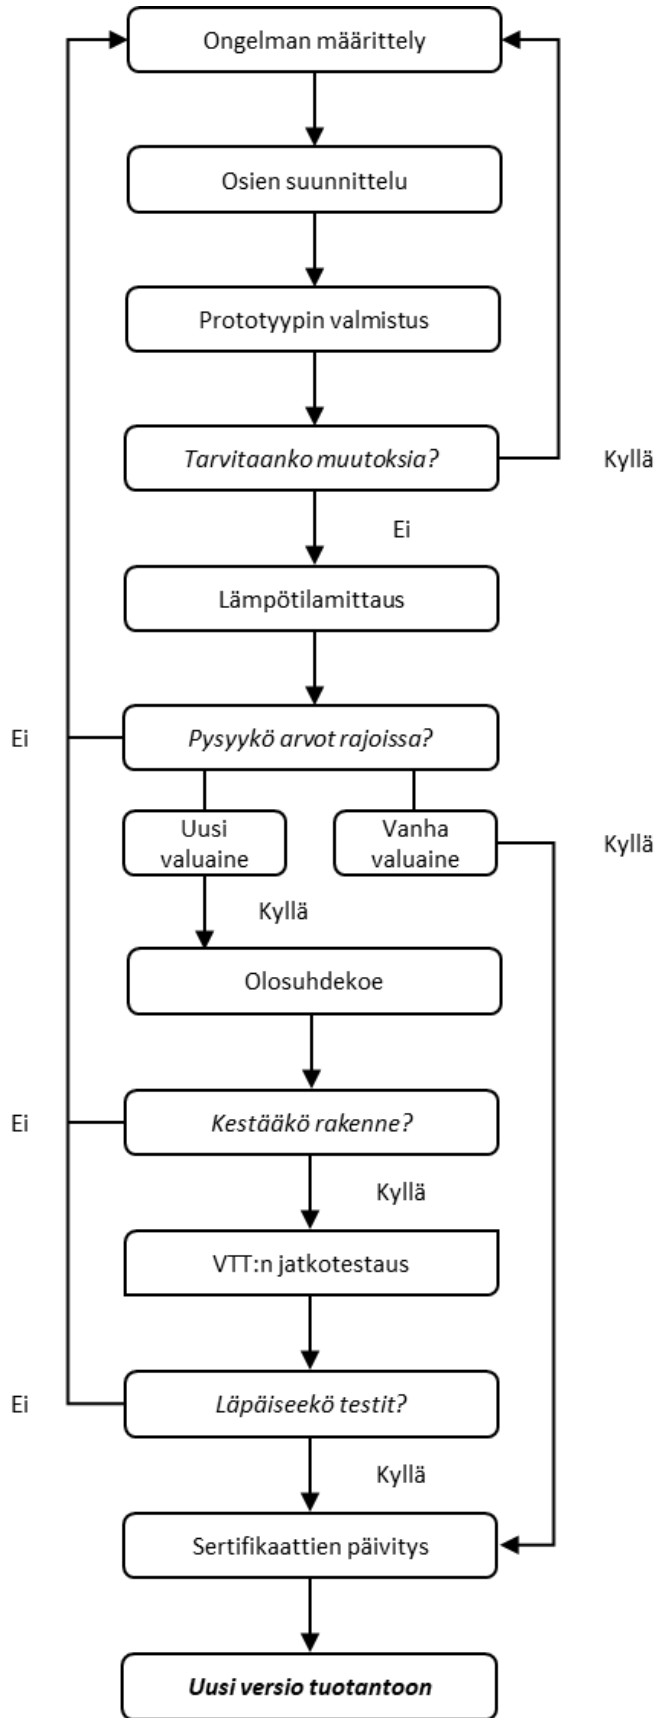 Ongelman määrittely
Osien suunnittelu
Prototyypin valmistus
Tarvitaanko muutoksia?
Kyllä
Ei
Lämpötilamittaus
Ei
Pysyykö arvot rajoissa?
Uusi
valuaine
Vanha
valuaine
Kyllä
Kyllä
Olosuhdekoe
Ei
Kestääkö rakenne?
Kyllä
VTT:n jatkotestaus
Ei
Läpäiseekö testit?
Kyllä
Sertifikaattien päivitys
Uusi versio tuotantoon